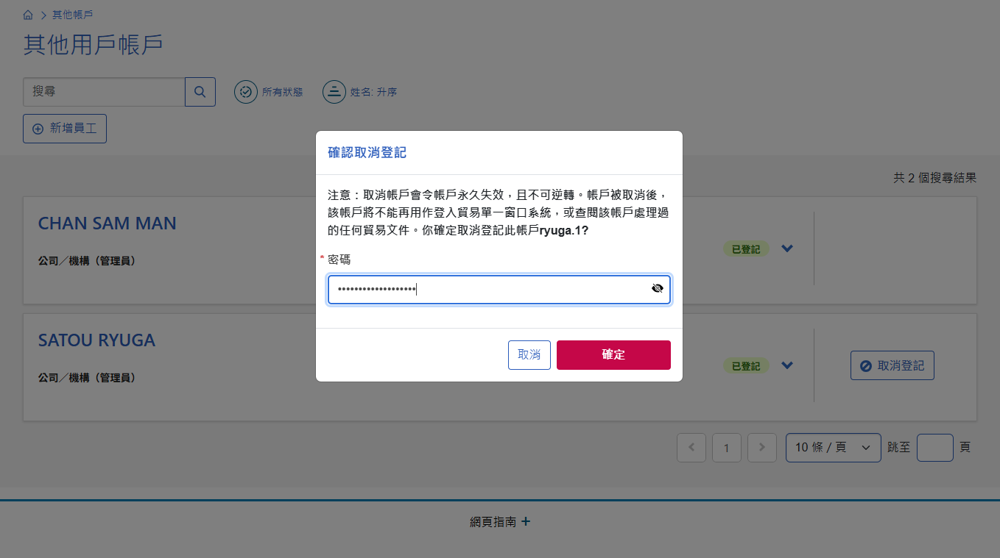 其他帳戶
其他用戶帳戶
搜尋
所有狀態
姓名: 升序
新增員工
共 2 個搜尋結果
CHAN SAM MAN
公司／機構（管理員）
已登記
確認取消登記
注意：取消帳戶會令帳戶永久失效，且不可逆轉。帳戶被取消後，
該帳戶將不能再用作登入貿易單一窗口系統，或查閱該帳戶處理過
的任何貿易文件。你確定取消登記此帳戶ryuga.1?
* 密碼
•••••••••••••••••••
取消
確定
SATOU RYUGA
公司／機構（管理員）
已登記
取消登記
1
10 條 / 頁
跳至
頁
網頁指南 +